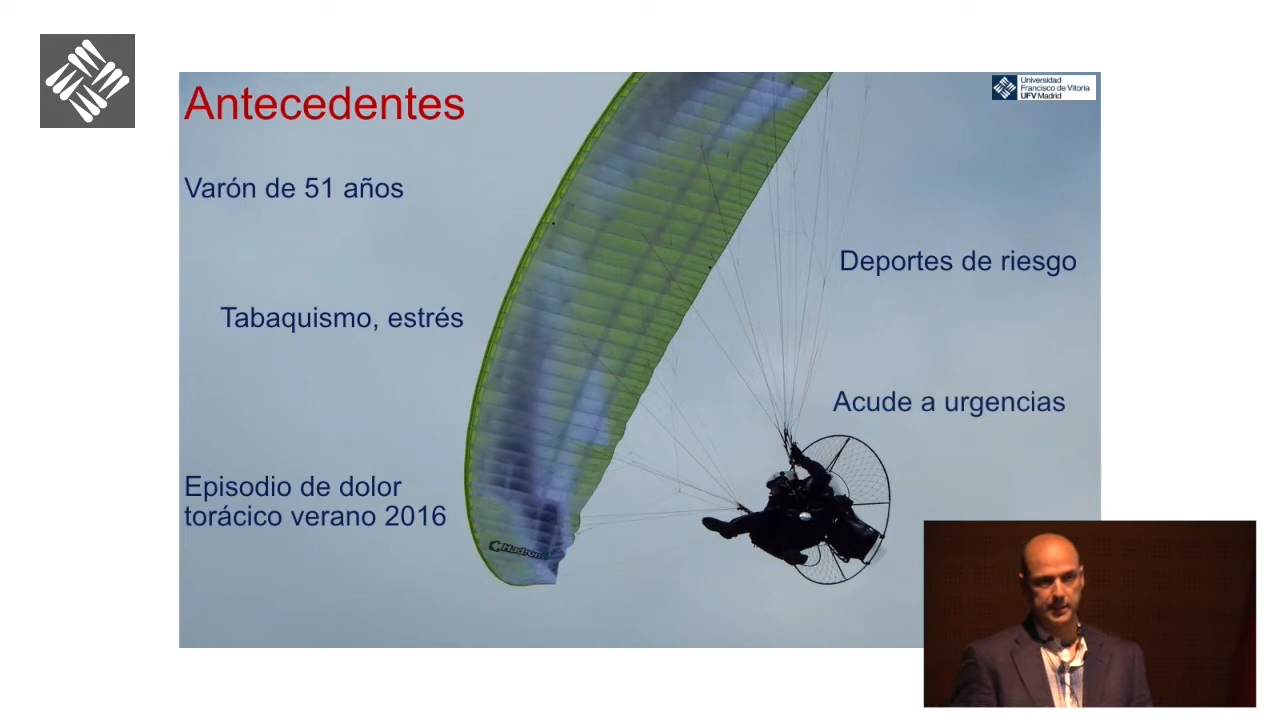 Antecedentes
Universidad
Francisco de Vitoria
UFV Madrid
Varón de 51 años
Deportes de riesgo
Tabaquismo, estrés
Acude a urgencias
Episodio de dolor
torácico verano 2016